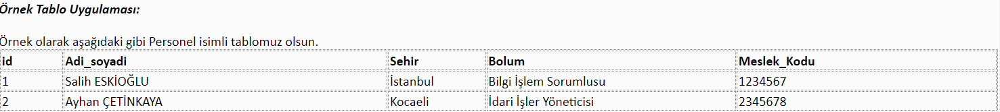 Örnek Tablo Uygulaması:
Örnek olarak aşağıdaki gibi Personel isimli tablomuz olsun.
id Adi_soyadi Sehir Bolum Meslek_Kodu
1 Salih ESKİOĞLU İstanbul Bilgi İşlem Sorumlusu 1234567
2 Ayhan ÇETİNKAYA Kocaeli İdari İşler Yöneticisi 2345678